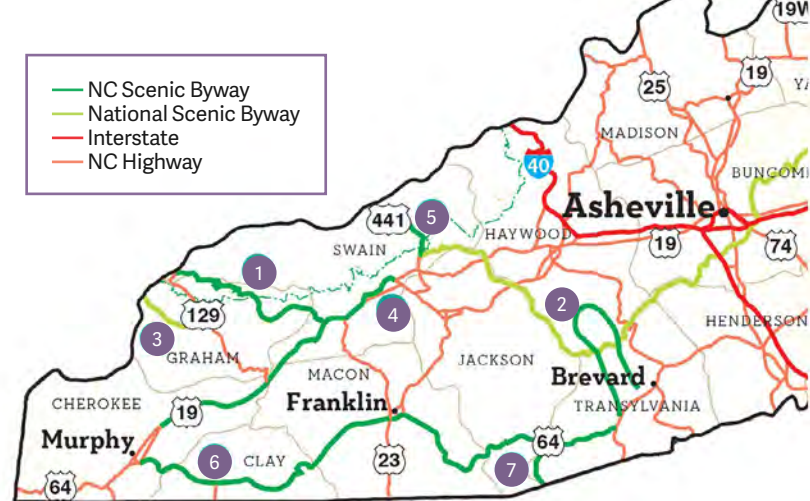 NC Scenic Byway
National Scenic Byway
Interstate
NC Highway
19W
25
19
YA
MADISON
40
BUNCOMB
Asheville
441
5
HAYWOOD
SWAIN
19
74
1
2
129
4
HENDERSON
3
GRAHAM
JACKSON
MACON
Brevard
CHEROKEE
Franklin
TRANSYLVANIA
19
Murphy
64
6
CLAY
23
7
64